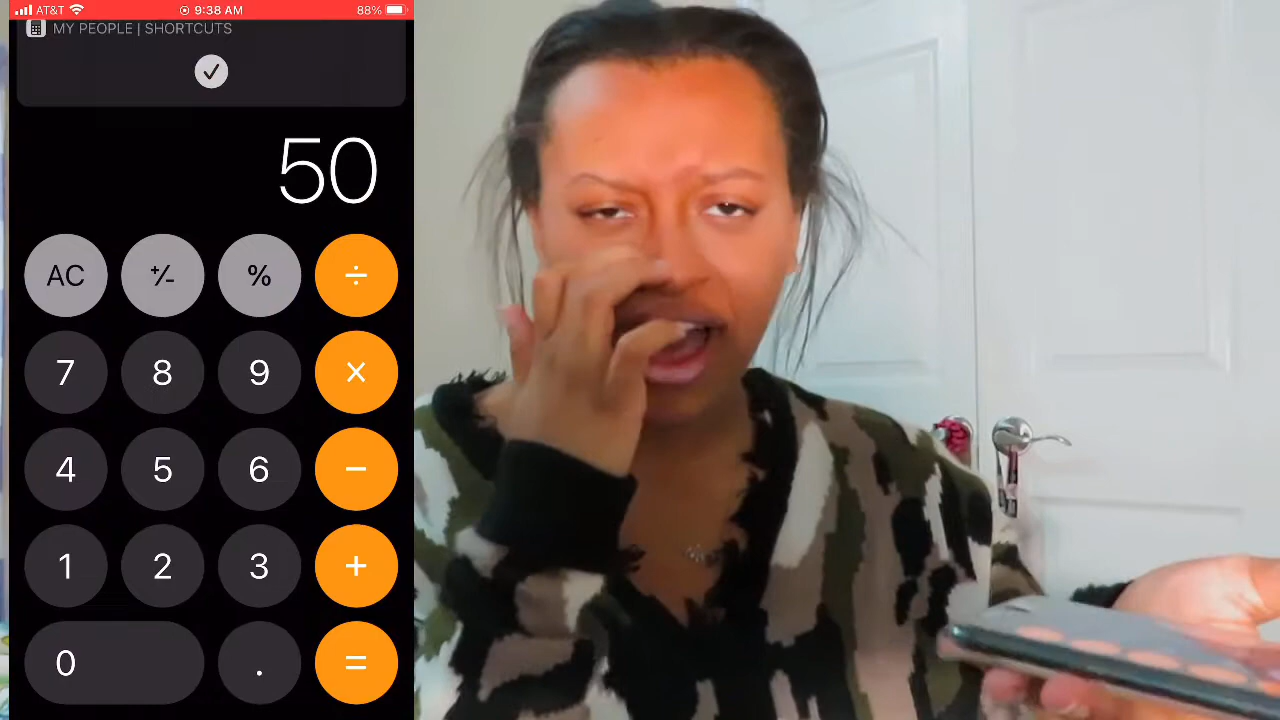 AT&T 9:38 AM 88%
MY PEOPLE | SHORTCUTS
50
AC +/- % ÷
7 8 9 ×
4 5 6 −
1 2 3 +
0 . =